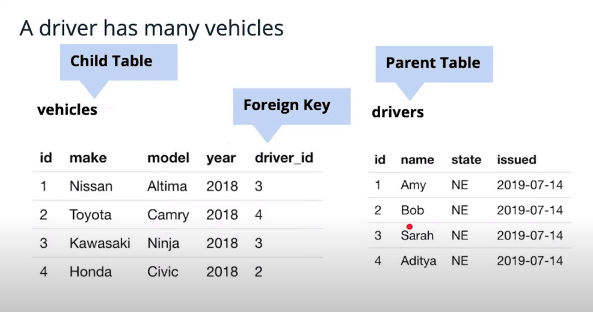 A driver has many vehicles
Child Table
vehicles
Foreign Key
id make model year driver_id
1 Nissan Altima 2018 3
2 Toyota Camry 2018 4
3 Kawasaki Ninja 2018 3
4 Honda Civic 2018 2
Parent Table
drivers
id name state issued
1 Amy NE 2019-07-14
2 Bob NE 2019-07-14
3 Sarah NE 2019-07-14
4 Aditya NE 2019-07-14